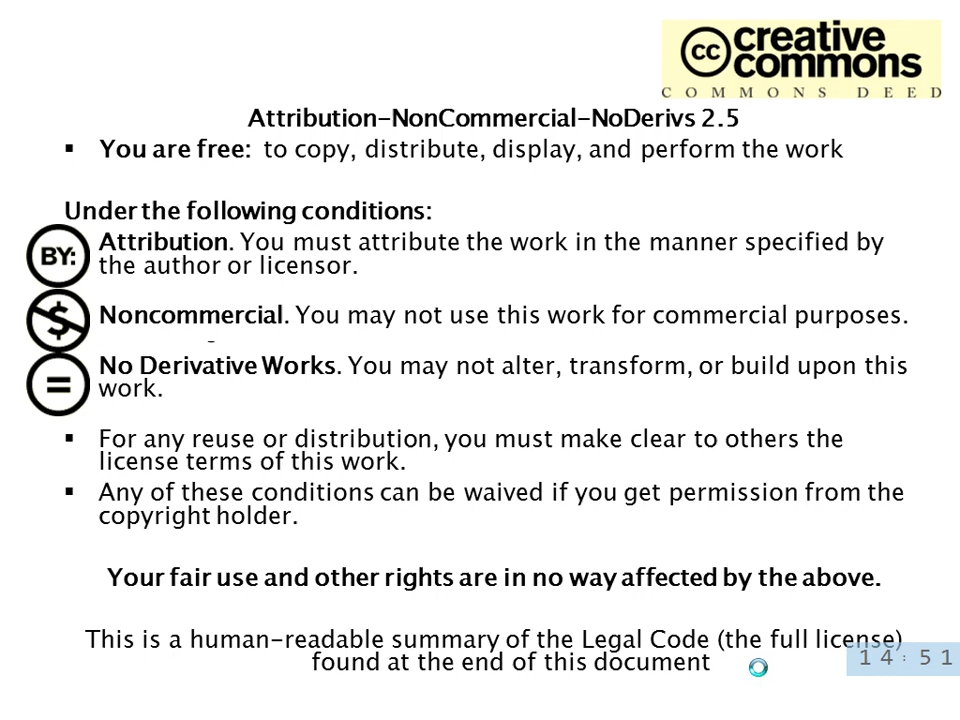 cc creative
commons
COMMONS DEED
Attribution-NonCommercial-NoDerivs 2.5
▪ You are free: to copy, distribute, display, and perform the work
Under the following conditions:
BY: Attribution. You must attribute the work in the manner specified by
the author or licensor.
$ Noncommercial. You may not use this work for commercial purposes.
= No Derivative Works. You may not alter, transform, or build upon this
work.
▪ For any reuse or distribution, you must make clear to others the
license terms of this work.
▪ Any of these conditions can be waived if you get permission from the
copyright holder.
Your fair use and other rights are in no way affected by the above.
This is a human-readable summary of the Legal Code (the full license)
found at the end of this document
14:51